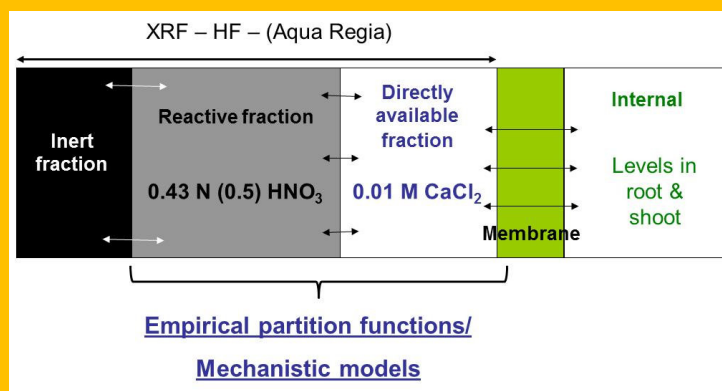 XRF – HF – (Aqua Regia)
Inert
fraction
Reactive fraction
0.43 N (0.5) HNO₃
Directly
available
fraction
0.01 M CaCl₂
Membrane
Internal
Levels in
root &
shoot
Empirical partition functions/
Mechanistic models